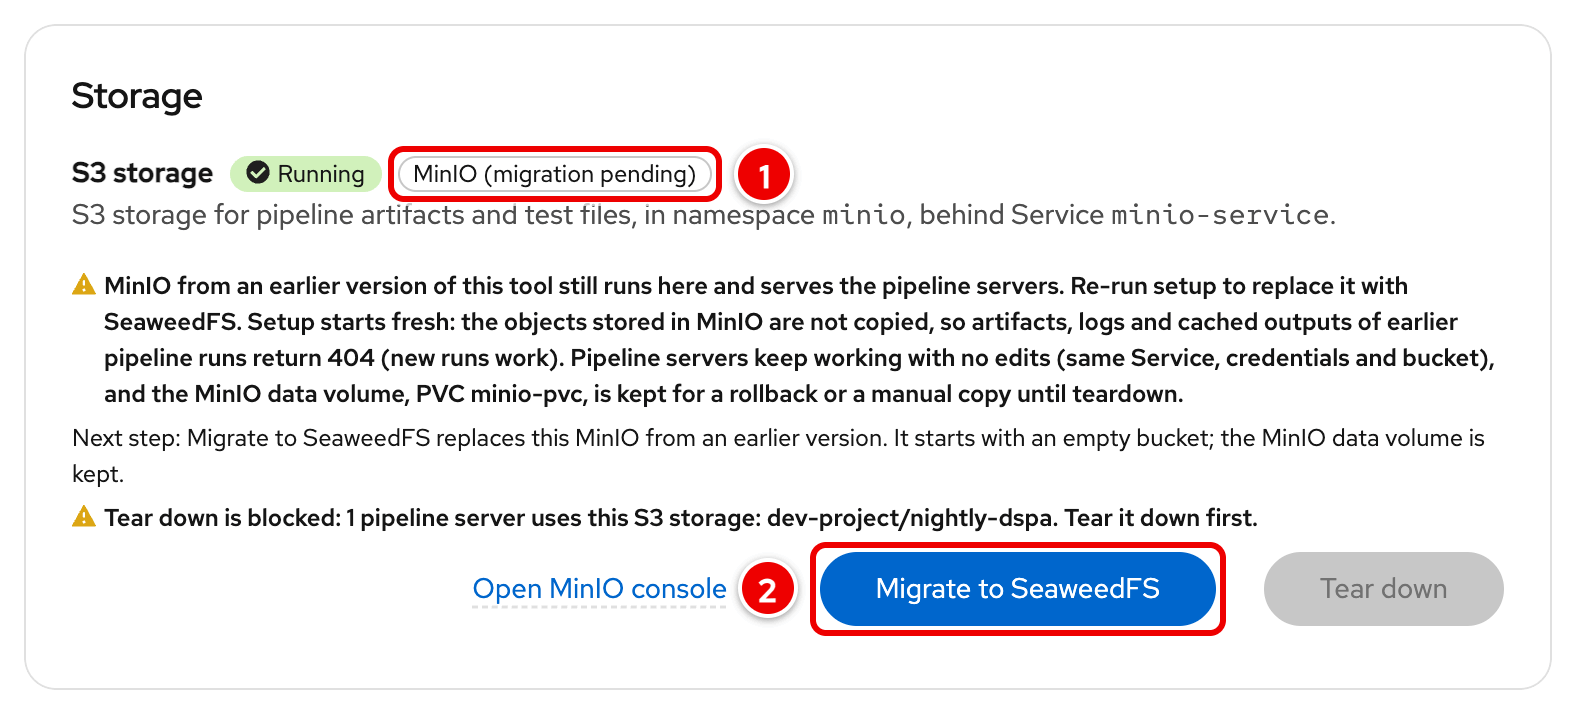 Storage
S3 storage Running MinIO (migration pending) 1
S3 storage for pipeline artifacts and test files, in namespace minio, behind Service minio-service.
MinIO from an earlier version of this tool still runs here and serves the pipeline servers. Re-run setup to replace it with
SeaweedFS. Setup starts fresh: the objects stored in MinIO are not copied, so artifacts, logs and cached outputs of earlier
pipeline runs return 404 (new runs work). Pipeline servers keep working with no edits (same Service, credentials and bucket),
and the MinIO data volume, PVC minio-pvc, is kept for a rollback or a manual copy until teardown.
Next step: Migrate to SeaweedFS replaces this MinIO from an earlier version. It starts with an empty bucket; the MinIO data volume is
kept.
Tear down is blocked: 1 pipeline server uses this S3 storage: dev-project/nightly-dspa. Tear it down first.
Open MinIO console 2 Migrate to SeaweedFS Tear down